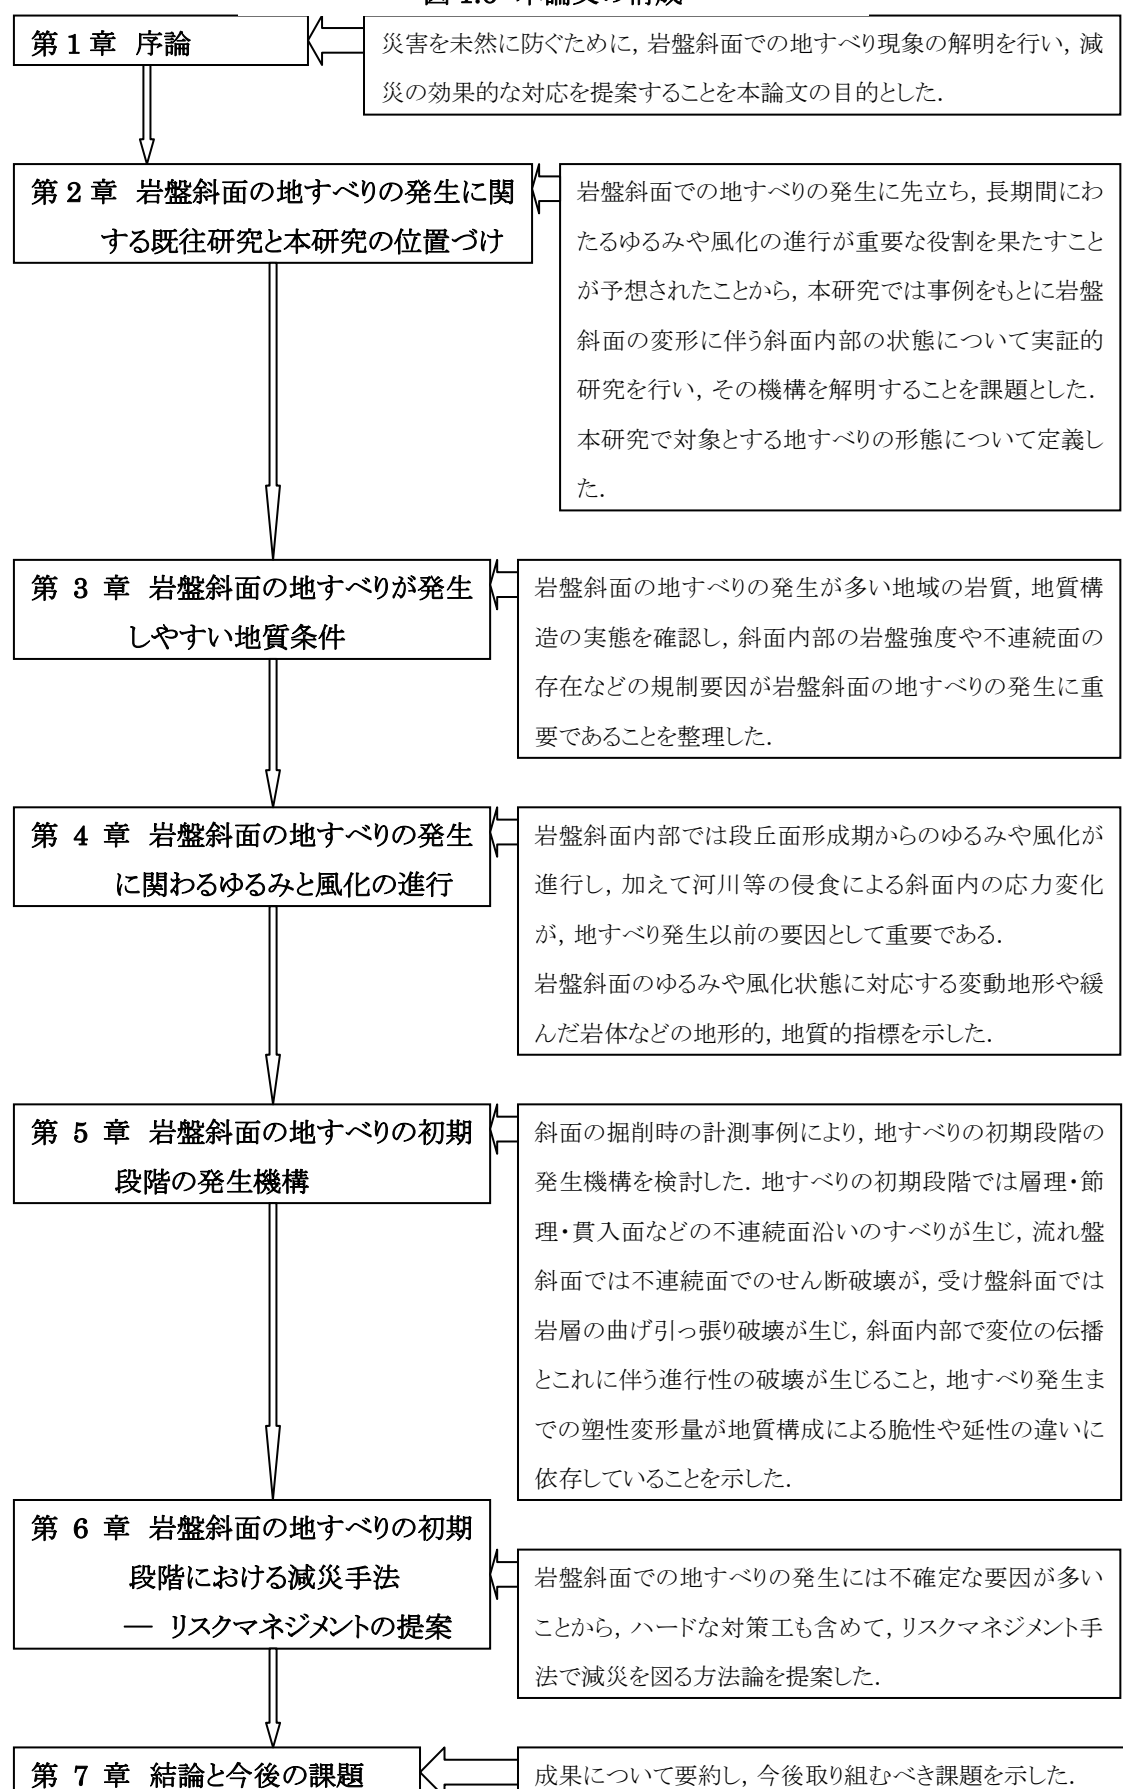 第 1 章 序論
災害を未然に防ぐために, 岩盤斜面での地すべり現象の解明を行い, 減
災の効果的な対応を提案することを本論文の目的とした.
第 2 章 岩盤斜面の地すべりの発生に関
する既往研究と本研究の位置づけ
岩盤斜面での地すべりの発生に先立ち, 長期間にわ
たるゆるみや風化の進行が重要な役割を果たすこと
が予想されたことから, 本研究では事例をもとに岩盤
斜面の変形に伴う斜面内部の状態について実証的
研究を行い, その機構を解明することを課題とした.
本研究で対象とする地すべりの形態について定義し
た.
第 3 章 岩盤斜面の地すべりが発生
しやすい地質条件
岩盤斜面の地すべりの発生が多い地域の岩質, 地質構
造の実態を確認し, 斜面内部の岩盤強度や不連続面の
存在などの規制要因が岩盤斜面の地すべりの発生に重
要であることを整理した.
第 4 章 岩盤斜面の地すべりの発生
に関わるゆるみと風化の進行
岩盤斜面内部では段丘面形成期からのゆるみや風化が
進行し, 加えて河川等の侵食による斜面内の応力変化
が, 地すべり発生以前の要因として重要である.
岩盤斜面のゆるみや風化状態に対応する変動地形や緩
んだ岩体などの地形的, 地質的指標を示した.
第 5 章 岩盤斜面の地すべりの初期
段階の発生機構
斜面の掘削時の計測事例により, 地すべりの初期段階の
発生機構を検討した. 地すべりの初期段階では層理・節
理・貫入面などの不連続面沿いのすべりが生じ, 流れ盤
斜面では不連続面でのせん断破壊が, 受け盤斜面では
岩層の曲げ引っ張り破壊が生じ, 斜面内部で変位の伝播
とこれに伴う進行性の破壊が生じること, 地すべり発生ま
での塑性変形量が地質構成による脆性や延性の違いに
依存していることを示した.
第 6 章 岩盤斜面の地すべりの初期
段階における減災手法
― リスクマネジメントの提案
岩盤斜面での地すべりの発生には不確定な要因が多い
ことから, ハードな対策工も含めて, リスクマネジメント手
法で減災を図る方法論を提案した.
第 7 章 結論と今後の課題
成果について要約し, 今後取り組むべき課題を示した.